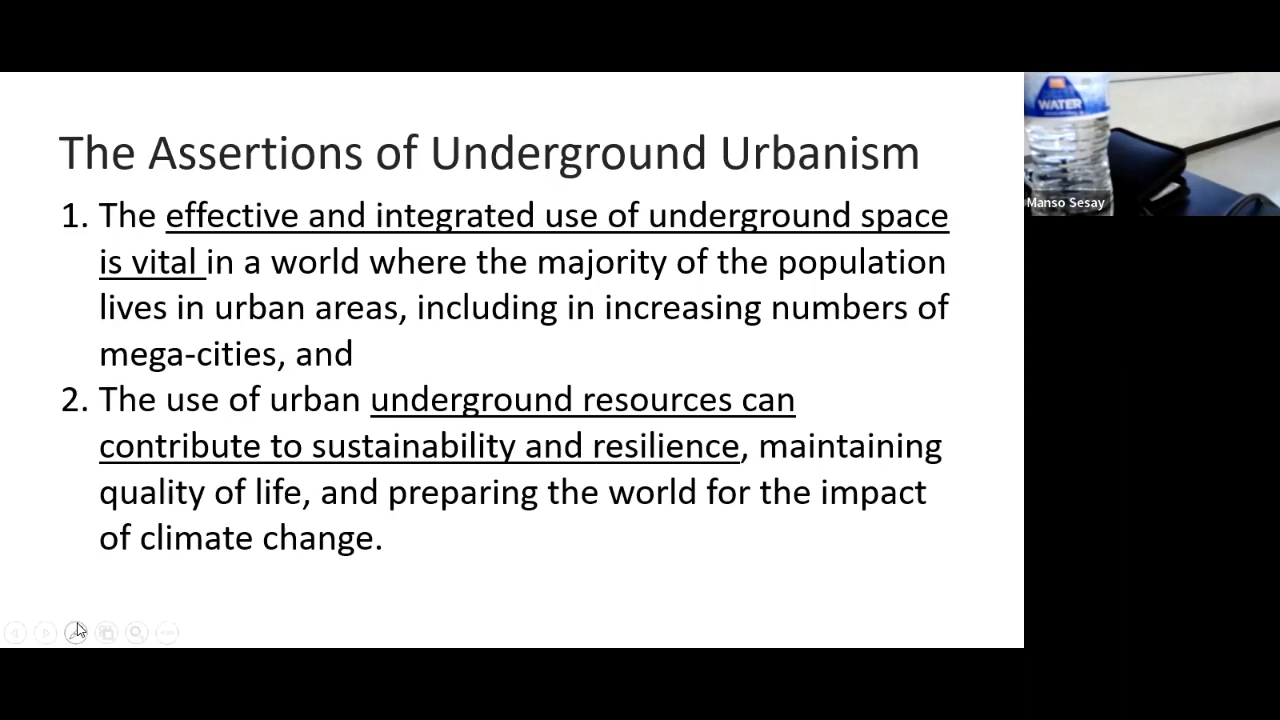 The Assertions of Underground Urbanism
1. The effective and integrated use of underground space
is vital in a world where the majority of the population
lives in urban areas, including in increasing numbers of
mega-cities, and
2. The use of urban underground resources can
contribute to sustainability and resilience, maintaining
quality of life, and preparing the world for the impact
of climate change.
WATER
Manso Sesay